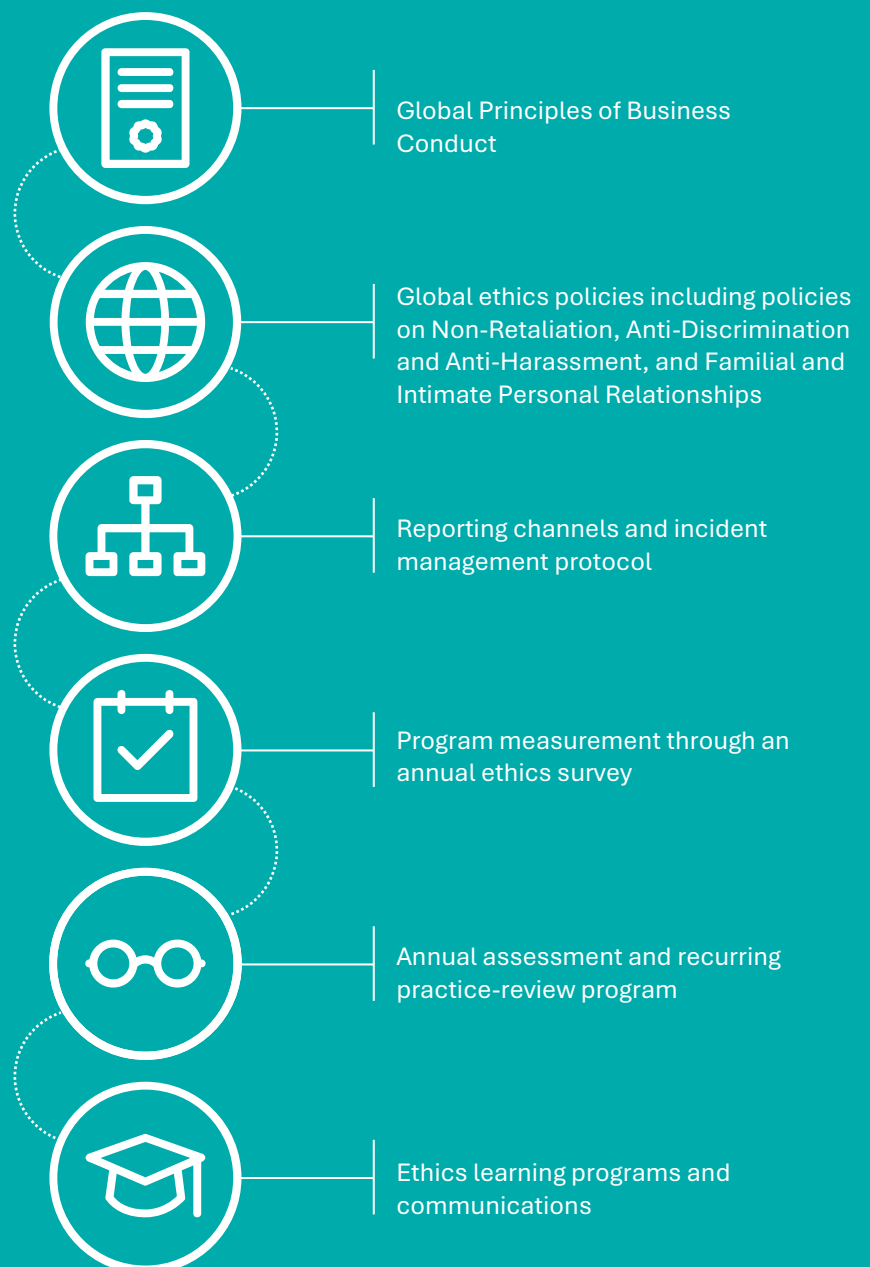 Global Principles of Business
Conduct
Global ethics policies including policies
on Non-Retaliation, Anti-Discrimination
and Anti-Harassment, and Familial and
Intimate Personal Relationships
Reporting channels and incident
management protocol
Program measurement through an
annual ethics survey
Annual assessment and recurring
practice-review program
Ethics learning programs and
communications